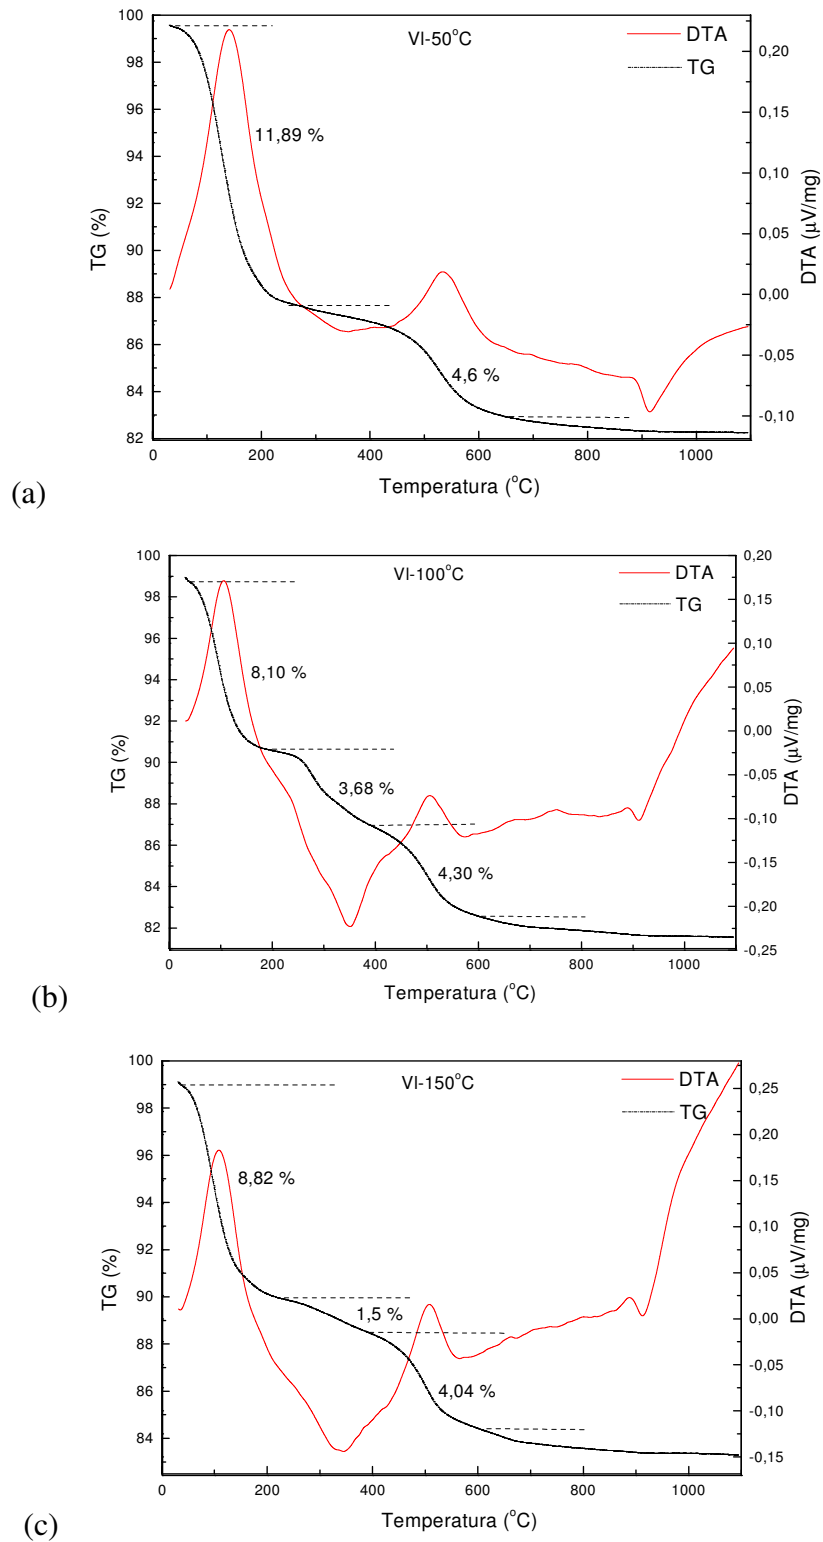 VI-50°C
DTA
TG
100
98
96
94
92
90
88
86
84
82
TG (%)
0,20
0,15
0,10
0,05
0,00
-0,05
-0,10
DTA (μV/mg)
11,89 %
4,6 %
0 200 400 600 800 1000
Temperatura (°C)
(a)
VI-100°C
DTA
TG
100
98
96
94
92
90
88
86
84
82
TG (%)
0,20
0,15
0,10
0,05
0,00
-0,05
-0,10
-0,15
-0,20
-0,25
DTA (μV/mg)
8,10 %
3,68 %
4,30 %
0 200 400 600 800 1000
Temperatura (°C)
(b)
VI-150°C
DTA
TG
100
98
96
94
92
90
88
86
84
TG (%)
0,25
0,20
0,15
0,10
0,05
0,00
-0,05
-0,10
-0,15
DTA (μV/mg)
8,82 %
1,5 %
4,04 %
0 200 400 600 800 1000
Temperatura (°C)
(c)